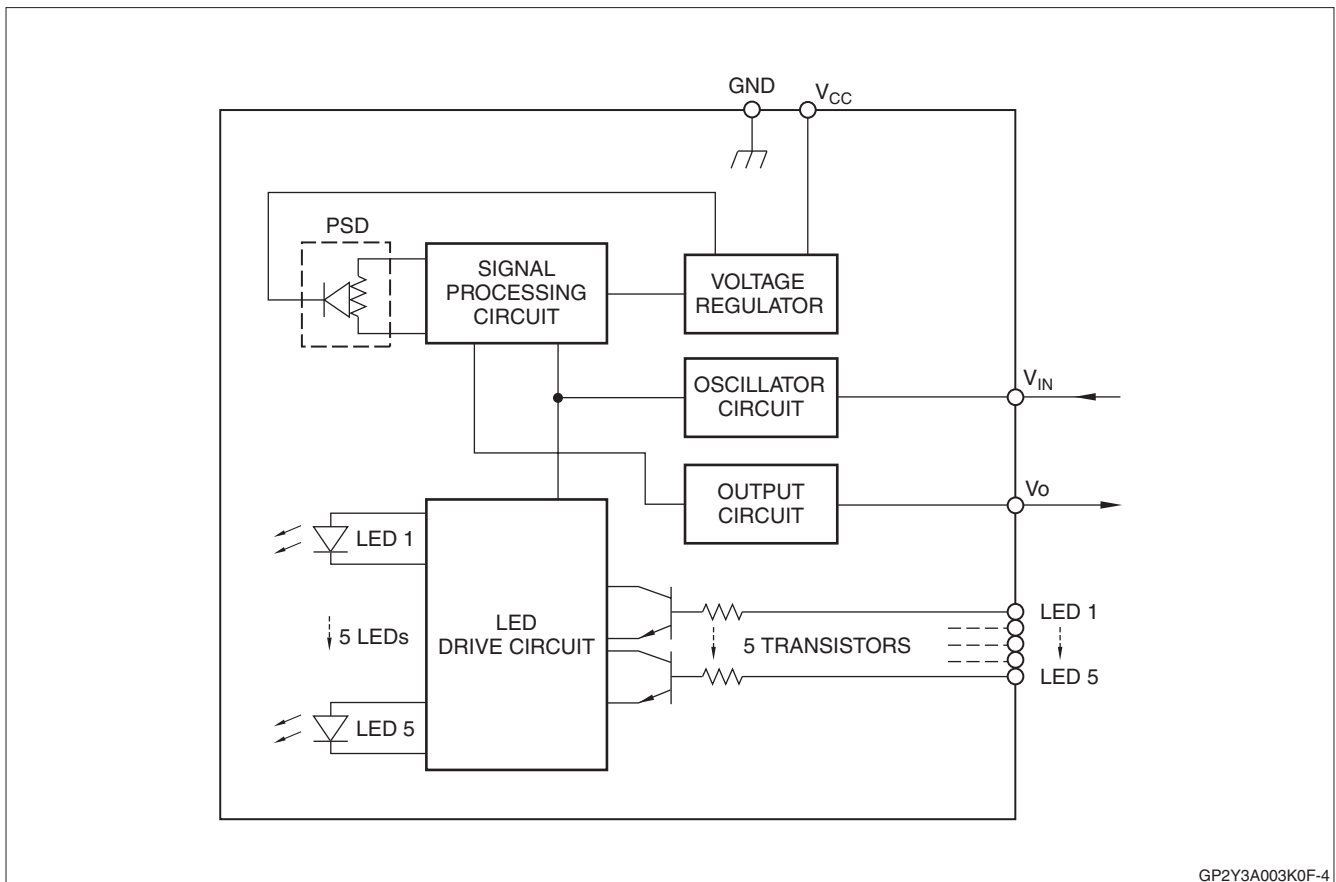 GND
VCC
PSD
SIGNAL
PROCESSING
CIRCUIT
VOLTAGE
REGULATOR
OSCILLATOR
CIRCUIT
VIN
OUTPUT
CIRCUIT
Vo
LED 1
5 LEDs
LED 5
LED
DRIVE CIRCUIT
5 TRANSISTORS
LED 1
LED 5
GP2Y3A003K0F-4